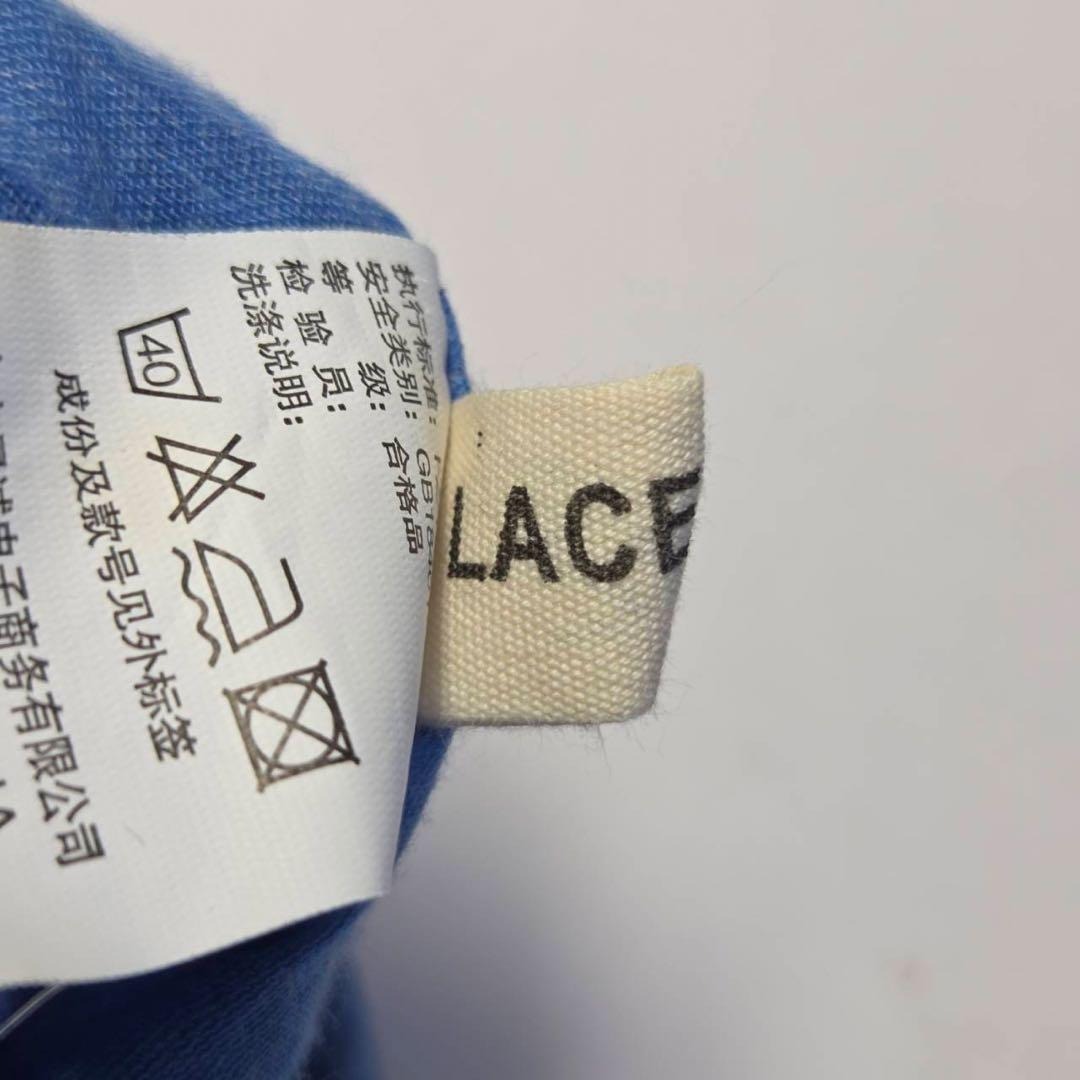 执行标准：
安全类别：GB18
等 级：合格品
检 验 员：
洗涤说明：
40
成份及款号见外标签
电子商务有限公司
LACE